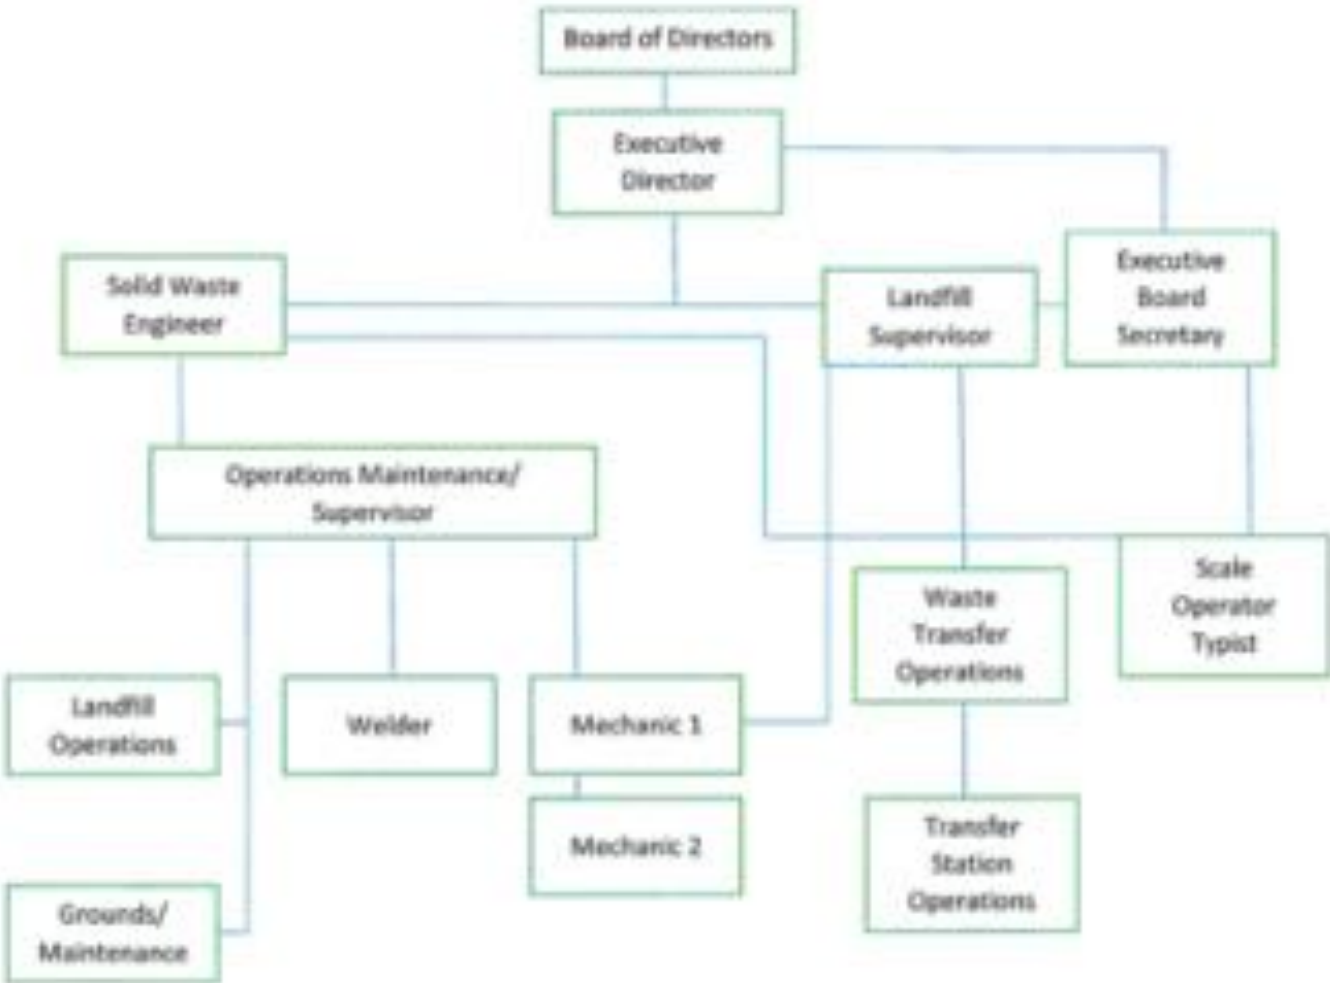 Board of Directors
Executive
Director
Solid Waste
Engineer
Landfill
Supervisor
Executive
Board
Secretary
Operations Maintenance/
Supervisor
Waste
Transfer
Operations
Scale
Operator
Typist
Landfill
Operations
Welder
Mechanic 1
Mechanic 2
Transfer
Station
Operations
Grounds/
Maintenance